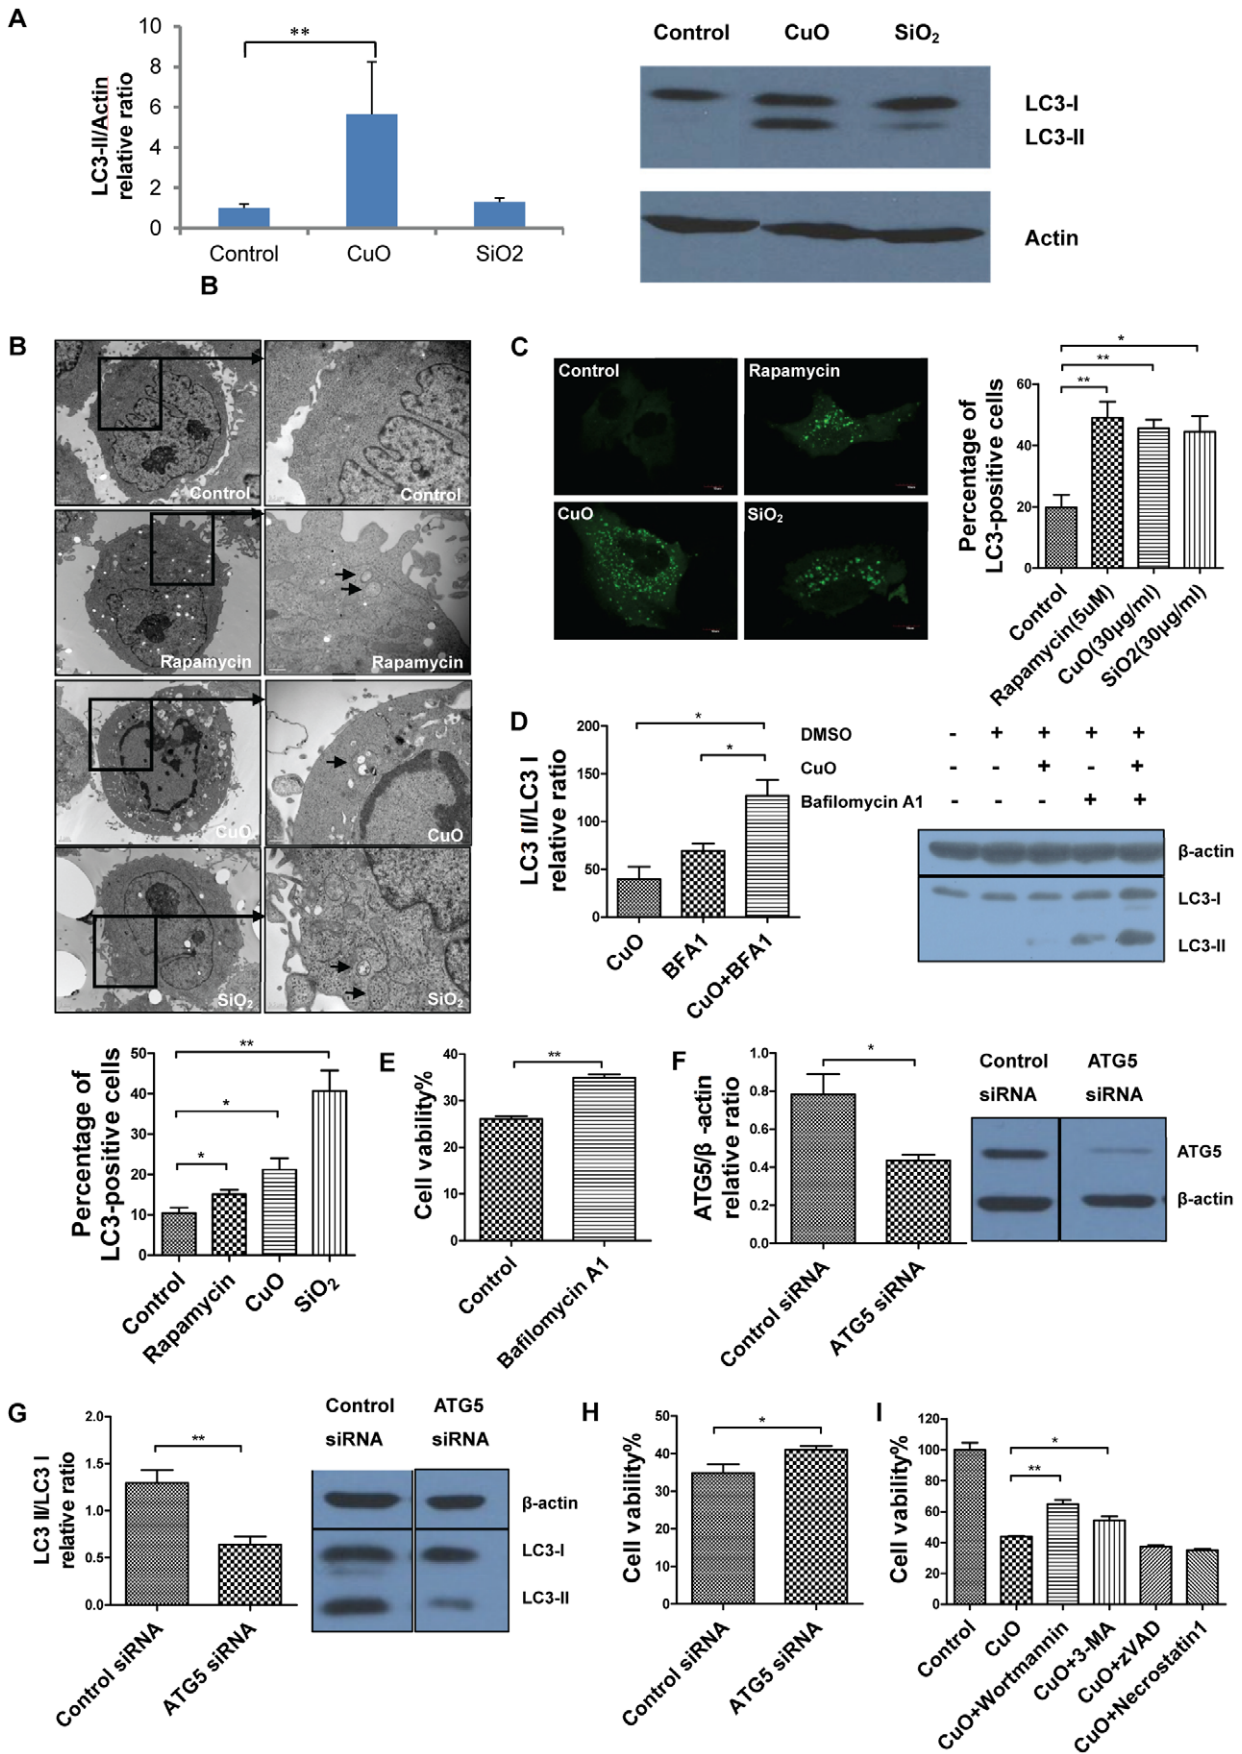 A
10
8
6
4
2
0
**
LC3-II/Actin
relative ratio
Control CuO SiO2
B
Control CuO SiO₂
LC3-I
LC3-II
Actin
B
Control
Control
Rapamycin
Rapamycin
CuO
CuO
SiO₂
SiO₂
50
40
30
20
10
0
**
*
*
Percentage of
LC3-positive cells
Control
Rapamycin
CuO
SiO₂
C
Control
Rapamycin
CuO
SiO₂
Percentage of
LC3-positive cells
60
40
20
0
*
**
**
Control
Rapamycin(5uM)
CuO(30μg/ml)
SiO2(30μg/ml)
D
LC3 II/LC3 I
relative ratio
200
150
100
50
0
*
*
CuO
BFA1
CuO+BFA1
DMSO - + + + +
CuO - - + - +
Bafilomycin A1 - - - + +
β-actin
LC3-I
LC3-II
E
Cell vability%
40
30
20
10
0
**
Control
Bafilomycin A1
F
ATG5/β -actin
relative ratio
1.0
0.8
0.6
0.4
0.2
0.0
*
Control siRNA
ATG5 siRNA
Control ATG5
siRNA siRNA
ATG5
β-actin
G
LC3 II/LC3 I
relative ratio
2.0
1.5
1.0
0.5
0.0
**
Control siRNA
ATG5 siRNA
Control ATG5
siRNA siRNA
β-actin
LC3-I
LC3-II
H
Cell vability%
50
40
30
20
10
0
*
Control siRNA
ATG5 siRNA
I
Cell vability%
120
100
80
60
40
20
0
*
**
Control
CuO
CuO+Wortmannin
CuO+3-MA
CuO+zVAD
CuO+Necrostatin1